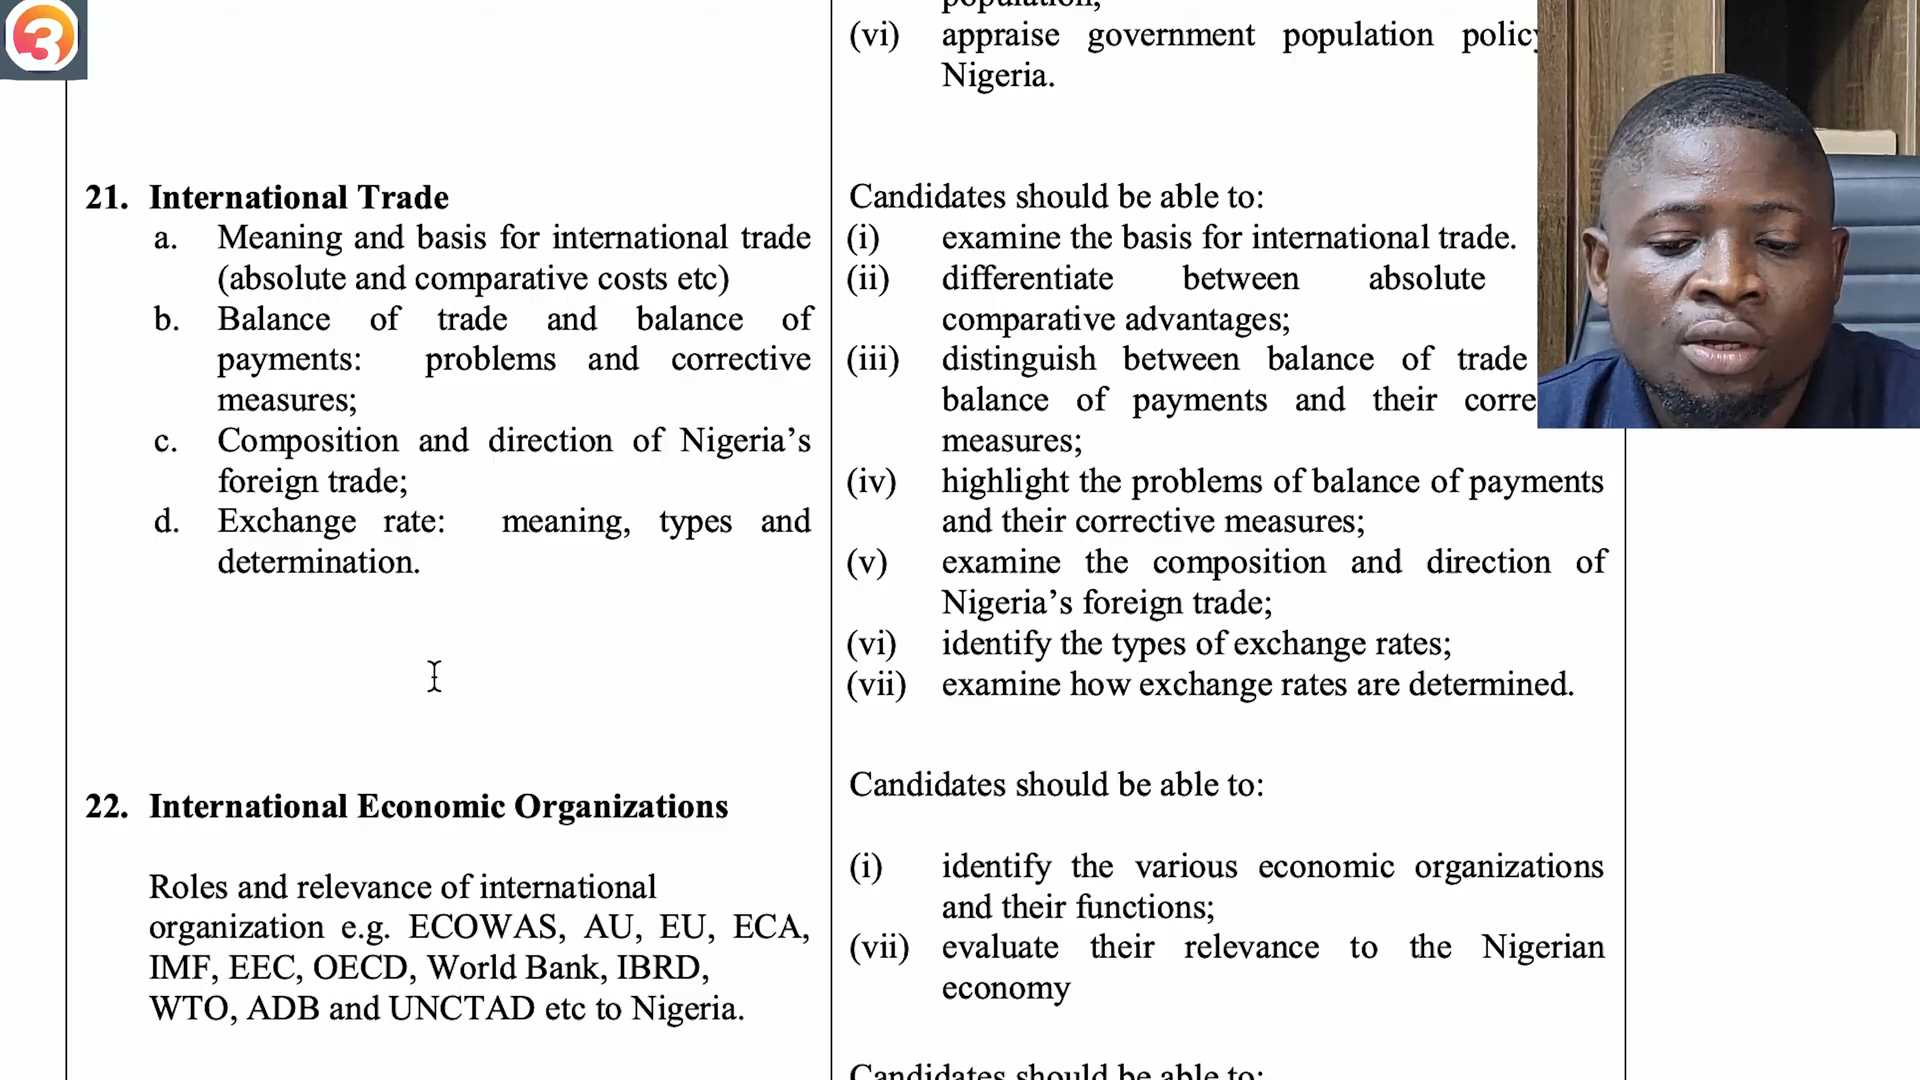 3
population;
(vi) appraise government population policy
Nigeria.
21. International Trade
a. Meaning and basis for international trade
(absolute and comparative costs etc)
b. Balance of trade and balance of
payments: problems and corrective
measures;
c. Composition and direction of Nigeria’s
foreign trade;
d. Exchange rate: meaning, types and
determination.
22. International Economic Organizations
Roles and relevance of international
organization e.g. ECOWAS, AU, EU, ECA,
IMF, EEC, OECD, World Bank, IBRD,
WTO, ADB and UNCTAD etc to Nigeria.
Candidates should be able to:
(i) examine the basis for international trade.
(ii) differentiate between absolute
comparative advantages;
(iii) distinguish between balance of trade
balance of payments and their corre
measures;
(iv) highlight the problems of balance of payments
and their corrective measures;
(v) examine the composition and direction of
Nigeria’s foreign trade;
(vi) identify the types of exchange rates;
(vii) examine how exchange rates are determined.
Candidates should be able to:
(i) identify the various economic organizations
and their functions;
(vii) evaluate their relevance to the Nigerian
economy
Candidates should be able to: